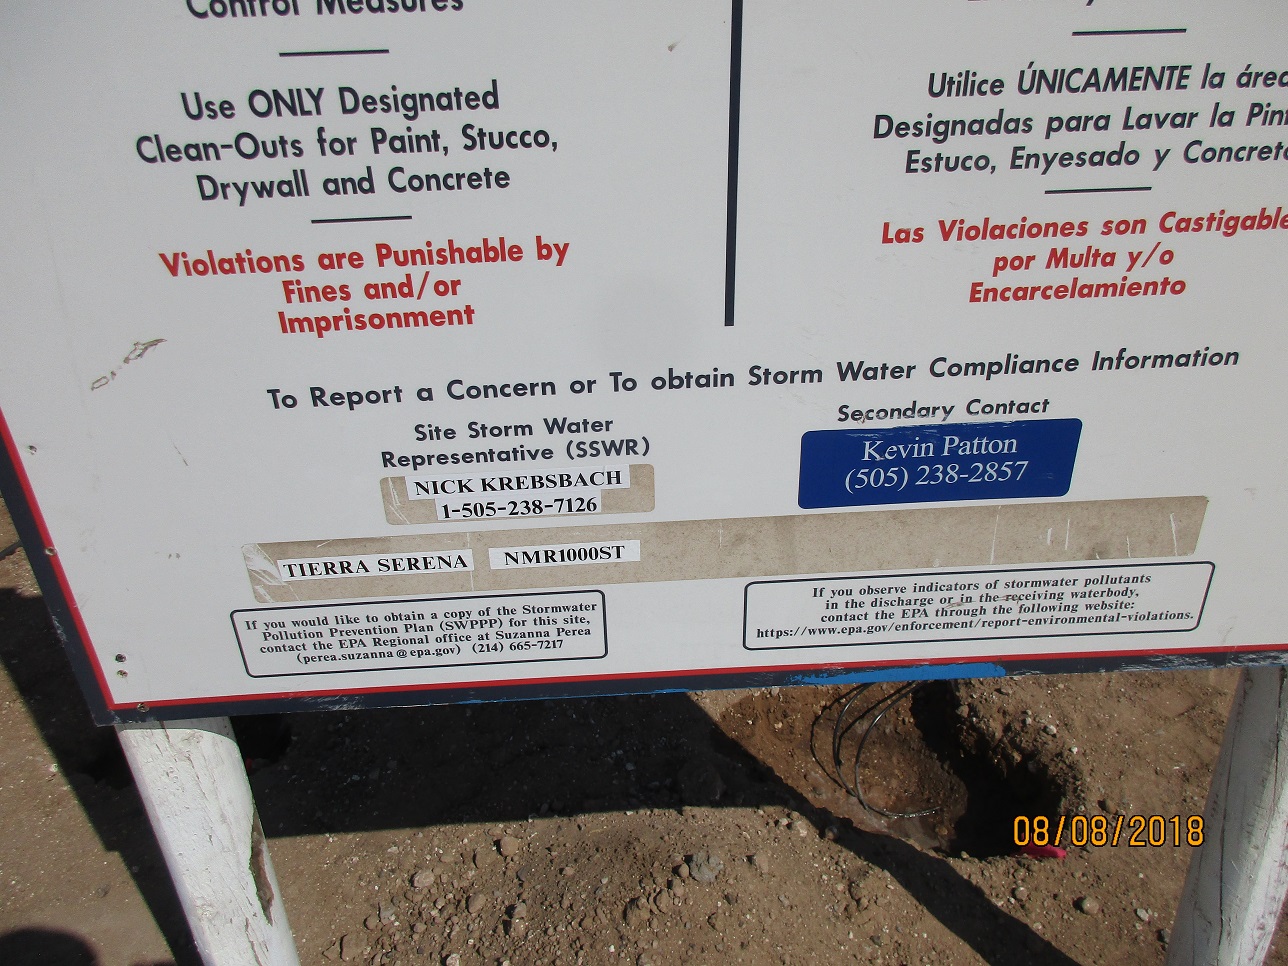 Control Measures
Use ONLY Designated
Clean-Outs for Paint, Stucco,
Drywall and Concrete
Violations are Punishable by
Fines and/or
Imprisonment
Utilice ÚNICAMENTE la área
Designadas para Lavar la
Estuco, Enyesado y Concreto
Las Violaciones son Castigable
por Multa y/o
Encarcelamiento
To Report a Concern or To obtain Storm Water Compliance Information
Site Storm Water
Representative (SSWR)
NICK KREBSBACH
1-505-238-7126
Secondary Contact
Kevin Patton
(505) 238-2857
TIERRA SERENA NMR1000ST
If you would like to obtain a copy of the Stormwater
Pollution Prevention Plan (SWPPP) for this site,
contact the EPA Regional office at Suzanna Perea
(perea.suzanna@epa.gov) (214) 665-7217
If you observe indicators of stormwater pollutants
in the discharge or in the receiving waterbody,
contact the EPA through the following website:
https://www.epa.gov/enforcement/report-environmental-violations.
08/08/2018